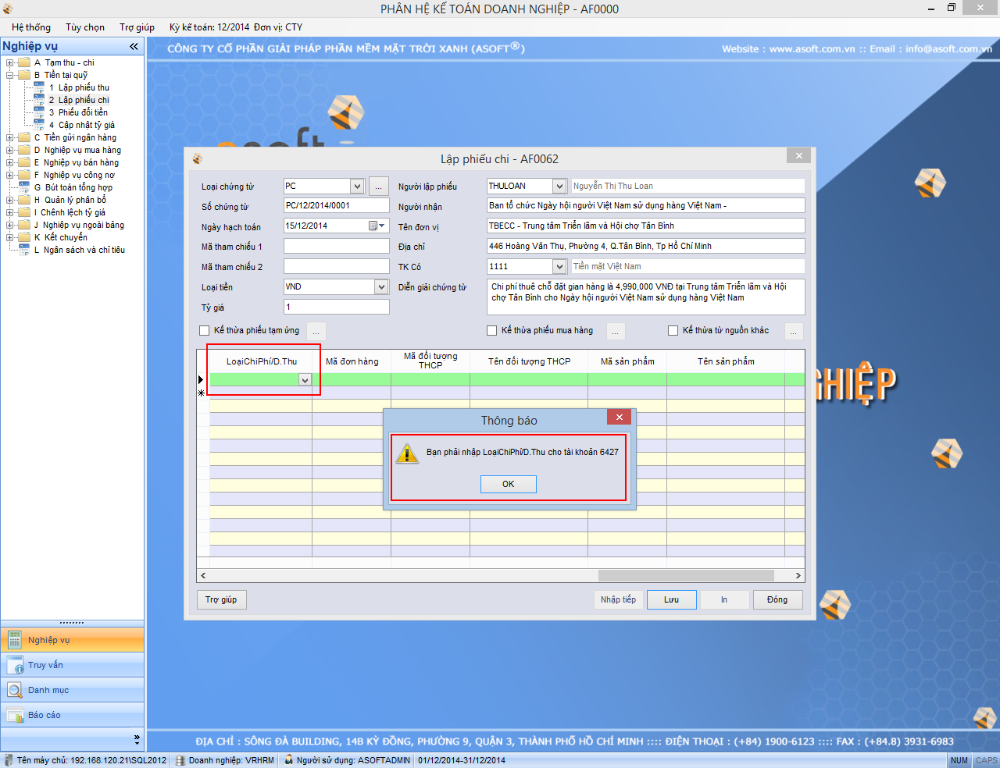 PHÂN HỆ KẾ TOÁN DOANH NGHIỆP - AF0000
Hệ thống Tùy chọn Trợ giúp Kỳ kế toán: 12/2014 Đơn vị: CTY
Nghiệp vụ
A Tạm thu - chi
B Tiền tại quỹ
1 Lập phiếu thu
2 Lập phiếu chi
3 Phiếu đổi tiền
4 Cập nhật tỷ giá
C Tiền gửi ngân hàng
D Nghiệp vụ mua hàng
E Nghiệp vụ bán hàng
F Nghiệp vụ công nợ
G Bút toán tổng hợp
H Quản lý phân bổ
I Chênh lệch tỷ giá
J Nghiệp vụ ngoài bảng
K Kết chuyển
L Ngân sách và chỉ tiêu
Nghiệp vụ
Truy vấn
Danh mục
Báo cáo
CÔNG TY CỔ PHẦN GIẢI PHÁP PHẦN MỀM MẶT TRỜI XANH (ASOFT®)
Website : www.asoft.com.vn :: Email : info@asoft.com.vn
Lập phiếu chi - AF0062
Loại chứng từ PC ... Người lập phiếu THULOAN Nguyễn Thị Thu Loan
Số chứng từ PC/12/2014/0001 Người nhận Ban tổ chức Ngày hội người Việt Nam sử dụng hàng Việt Nam -
Ngày hạch toán 15/12/2014 Tên đơn vị TBECC - Trung tâm Triển lãm và Hội chợ Tân Bình
Mã tham chiếu 1 Địa chỉ 446 Hoàng Văn Thụ, Phường 4, Q.Tân Bình, Tp Hồ Chí Minh
Mã tham chiếu 2 TK Có 1111 Tiền mặt Việt Nam
Loại tiền VND Diễn giải chứng từ Chi phí thuê chỗ đặt gian hàng là 4,990,000 VNĐ tại Trung tâm Triển lãm và Hội
chợ Tân Bình cho Ngày hội người Việt Nam sử dụng hàng Việt Nam
Tỷ giá 1
Kế thừa phiếu tạm ứng ... Kế thừa phiếu mua hàng ... Kế thừa từ nguồn khác ...
LoạiChiPhí/D.Thu Mã đơn hàng Mã đối tượng THCP Tên đối tượng THCP Mã sản phẩm Tên sản phẩm
GHIỆP
Thông báo
Bạn phải nhập LoạiChiPhí/D.Thu cho tài khoản 6427
OK
Trợ giúp Nhập tiếp Lưu In Đóng
ĐỊA CHỈ : SÔNG ĐÀ BUILDING, 14B KỲ ĐỒNG, PHƯỜNG 9, QUẬN 3, THÀNH PHỐ HỒ CHÍ MINH :::: ĐIỆN THOẠI : (+84) 1900-6123 :::: FAX : (+84.8) 3931-6983
Tên máy chủ: 192.168.120.21\SQL2012 Doanh nghiệp: VRHRM Người sử dụng: ASOFTADMIN 01/12/2014-31/12/2014 NUM CAPS